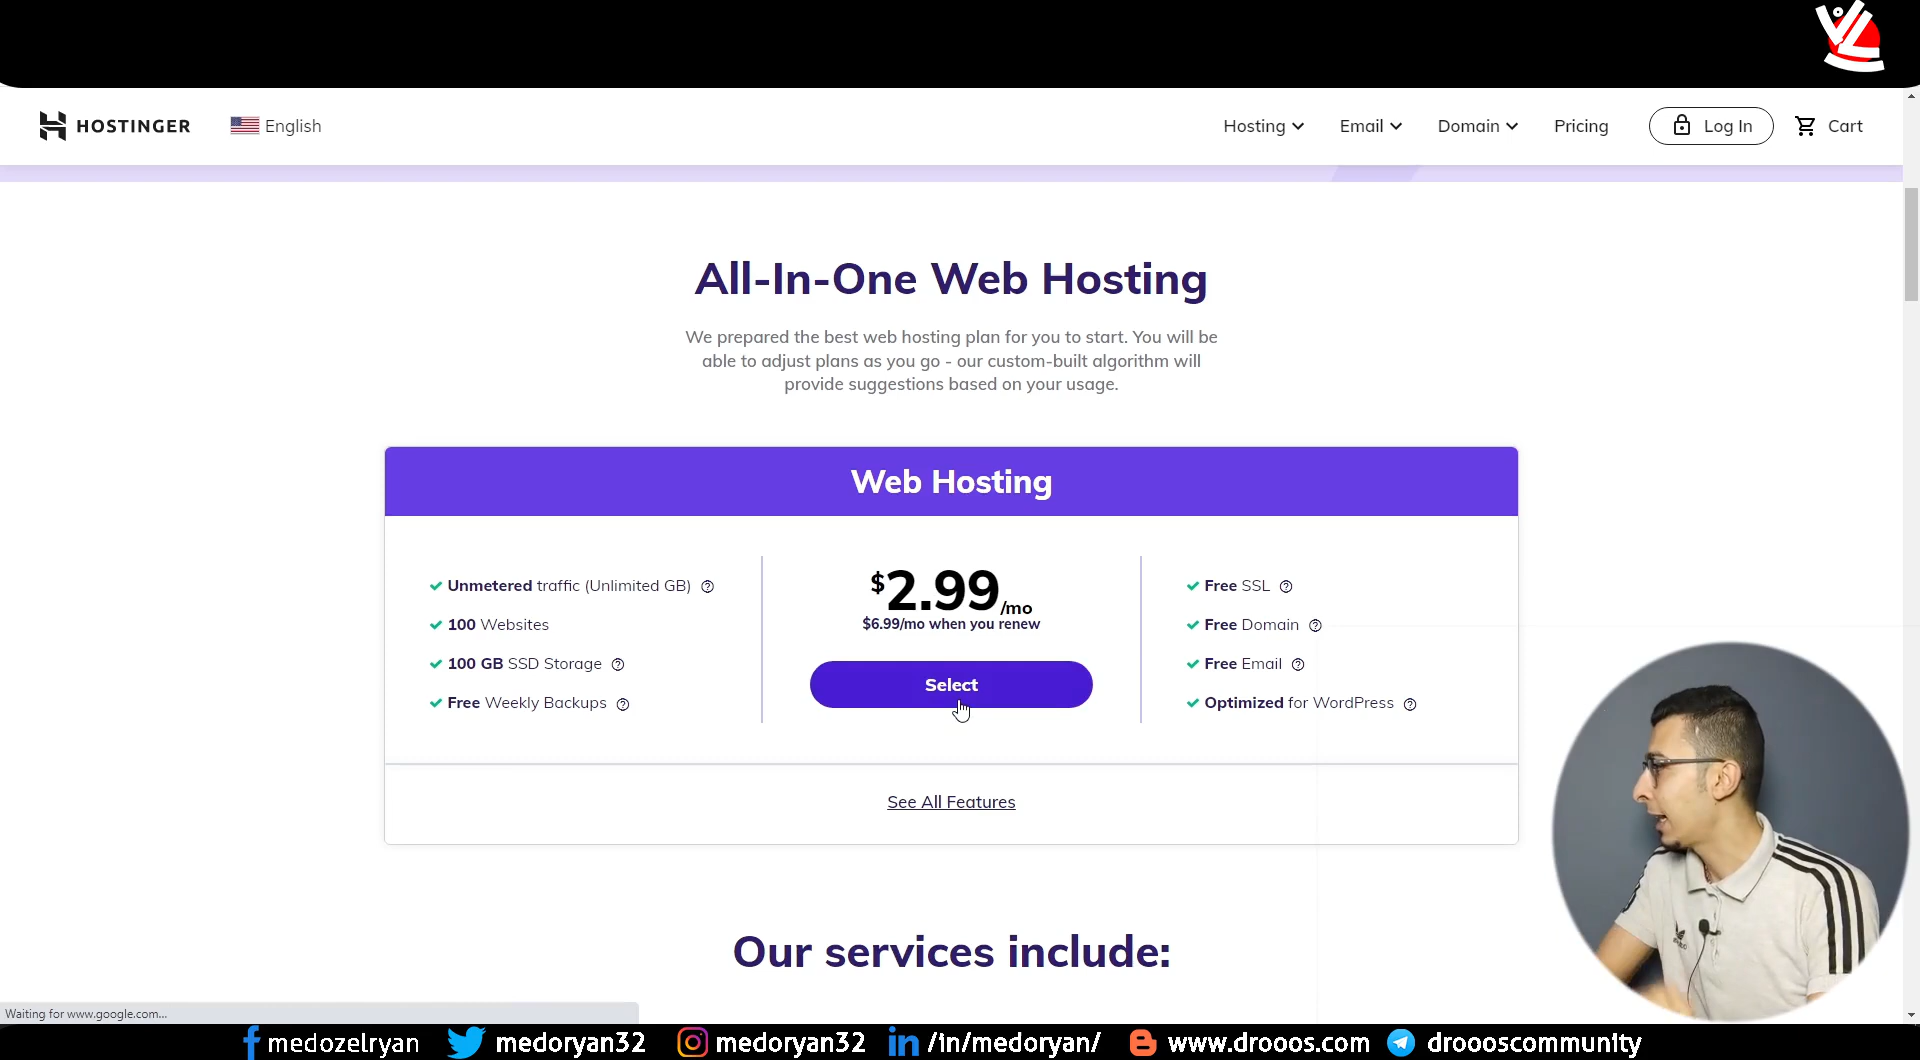 HOSTINGER
English
Hosting
Email
Domain
Pricing
Log In
Cart
All-In-One Web Hosting
We prepared the best web hosting plan for you to start. You will be
able to adjust plans as you go - our custom-built algorithm will
provide suggestions based on your usage.
Web Hosting
Unmetered traffic (Unlimited GB)
100 Websites
100 GB SSD Storage
Free Weekly Backups
$2.99/mo
$6.99/mo when you renew
Select
Free SSL
Free Domain
Free Email
Optimized for WordPress
See All Features
Our services include:
Waiting for www.google.com...
medozelryan
medoryan32
medoryan32
/in/medoryan/
www.drooos.com
droooscommunity